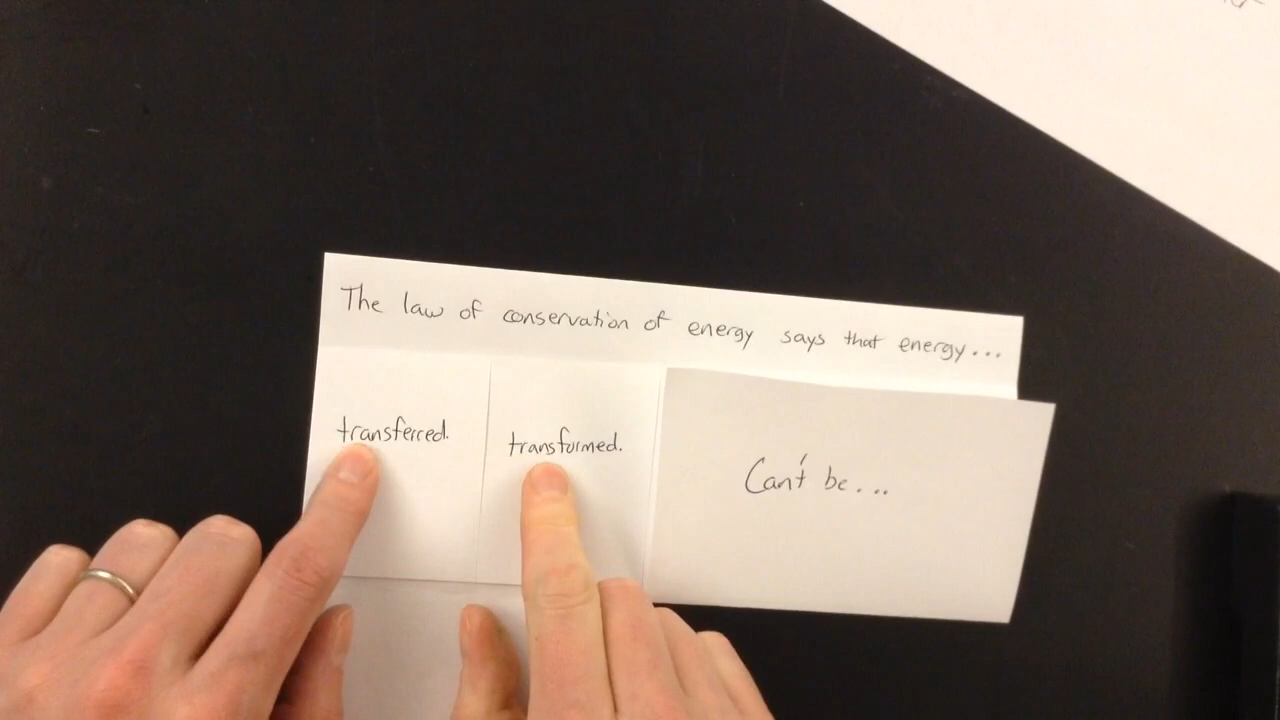 The law of conservation of energy says that energy...
transferred.
transformed.
Can't be...